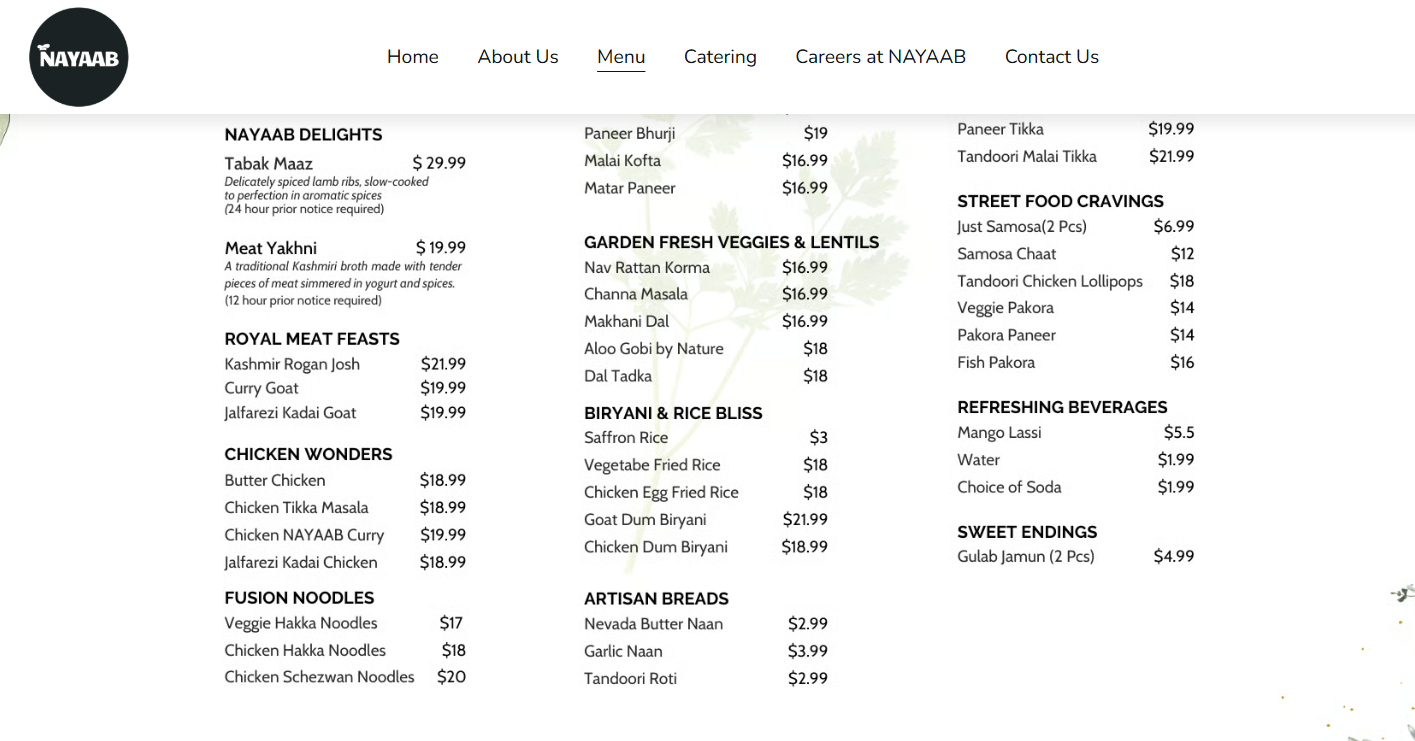 NAYAAB
Home About Us Menu Catering Careers at NAYAAB Contact Us
NAYAAB DELIGHTS
Tabak Maaz $ 29.99
Delicately spiced lamb ribs, slow-cooked
to perfection in aromatic spices
(24 hour prior notice required)
Meat Yakhni $ 19.99
A traditional Kashmiri broth made with tender
pieces of meat simmered in yogurt and spices.
(12 hour prior notice required)
ROYAL MEAT FEASTS
Kashmir Rogan Josh $21.99
Curry Goat $19.99
Jalfarezi Kadai Goat $19.99
CHICKEN WONDERS
Butter Chicken $18.99
Chicken Tikka Masala $18.99
Chicken NAYAAB Curry $19.99
Jalfarezi Kadai Chicken $18.99
FUSION NOODLES
Veggie Hakka Noodles $17
Chicken Hakka Noodles $18
Chicken Schezwan Noodles $20
Paneer Bhurji $19
Malai Kofta $16.99
Matar Paneer $16.99
GARDEN FRESH VEGGIES & LENTILS
Nav Rattan Korma $16.99
Channa Masala $16.99
Makhani Dal $16.99
Aloo Gobi by Nature $18
Dal Tadka $18
BIRYANI & RICE BLISS
Saffron Rice $3
Vegetabe Fried Rice $18
Chicken Egg Fried Rice $18
Goat Dum Biryani $21.99
Chicken Dum Biryani $18.99
ARTISAN BREADS
Nevada Butter Naan $2.99
Garlic Naan $3.99
Tandoori Roti $2.99
Paneer Tikka $19.99
Tandoori Malai Tikka $21.99
STREET FOOD CRAVINGS
Just Samosa(2 Pcs) $6.99
Samosa Chaat $12
Tandoori Chicken Lollipops $18
Veggie Pakora $14
Pakora Paneer $14
Fish Pakora $16
REFRESHING BEVERAGES
Mango Lassi $5.5
Water $1.99
Choice of Soda $1.99
SWEET ENDINGS
Gulab Jamun (2 Pcs) $4.99